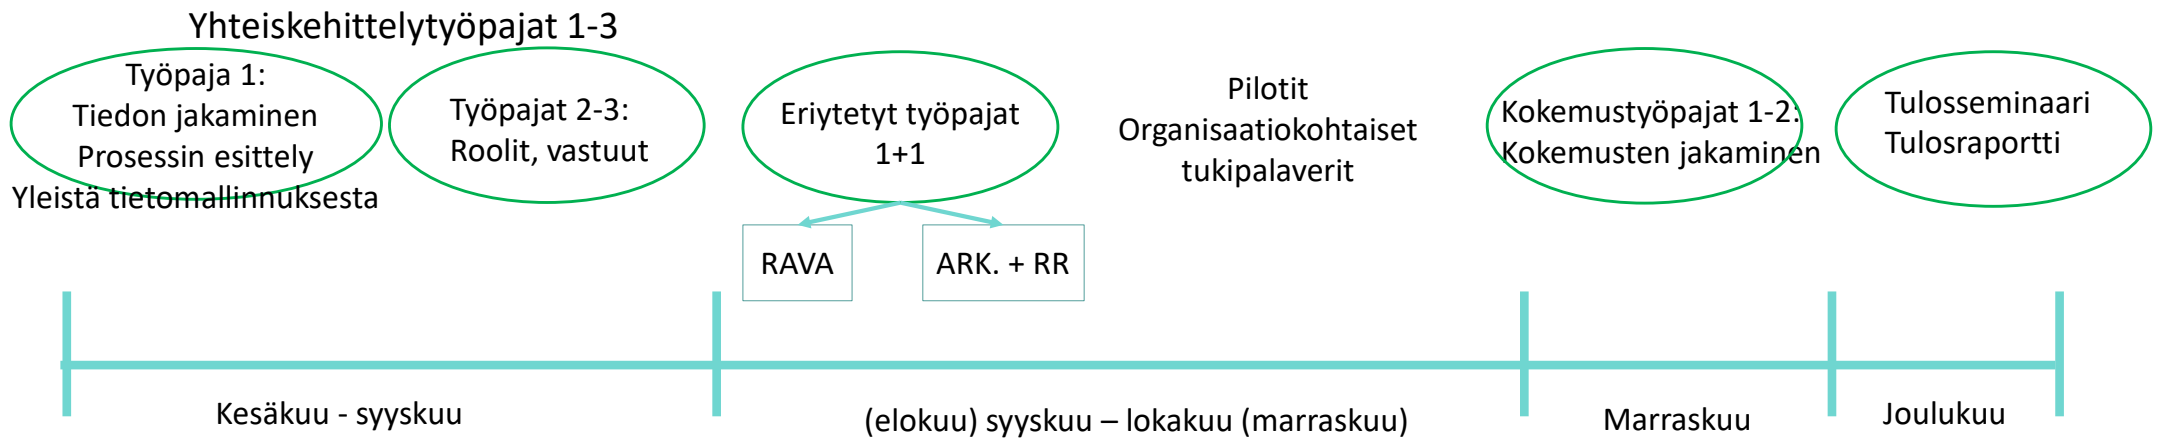 Yhteiskehittelytyöpajat 1-3
Työpaja 1:
Tiedon jakaminen
Prosessin esittely
Yleistä tietomallinnuksesta
Työpajat 2-3:
Roolit, vastuut
Eriytetyt työpajat
1+1
RAVA
ARK. + RR
Pilotit
Organisaatiokohtaiset
tukipalaverit
Kokemustyöpajat 1-2:
Kokemusten jakaminen
Tulosseminaari
Tulosraportti
Kesäkuu - syyskuu
(elokuu) syyskuu – lokakuu (marraskuu)
Marraskuu
Joulukuu